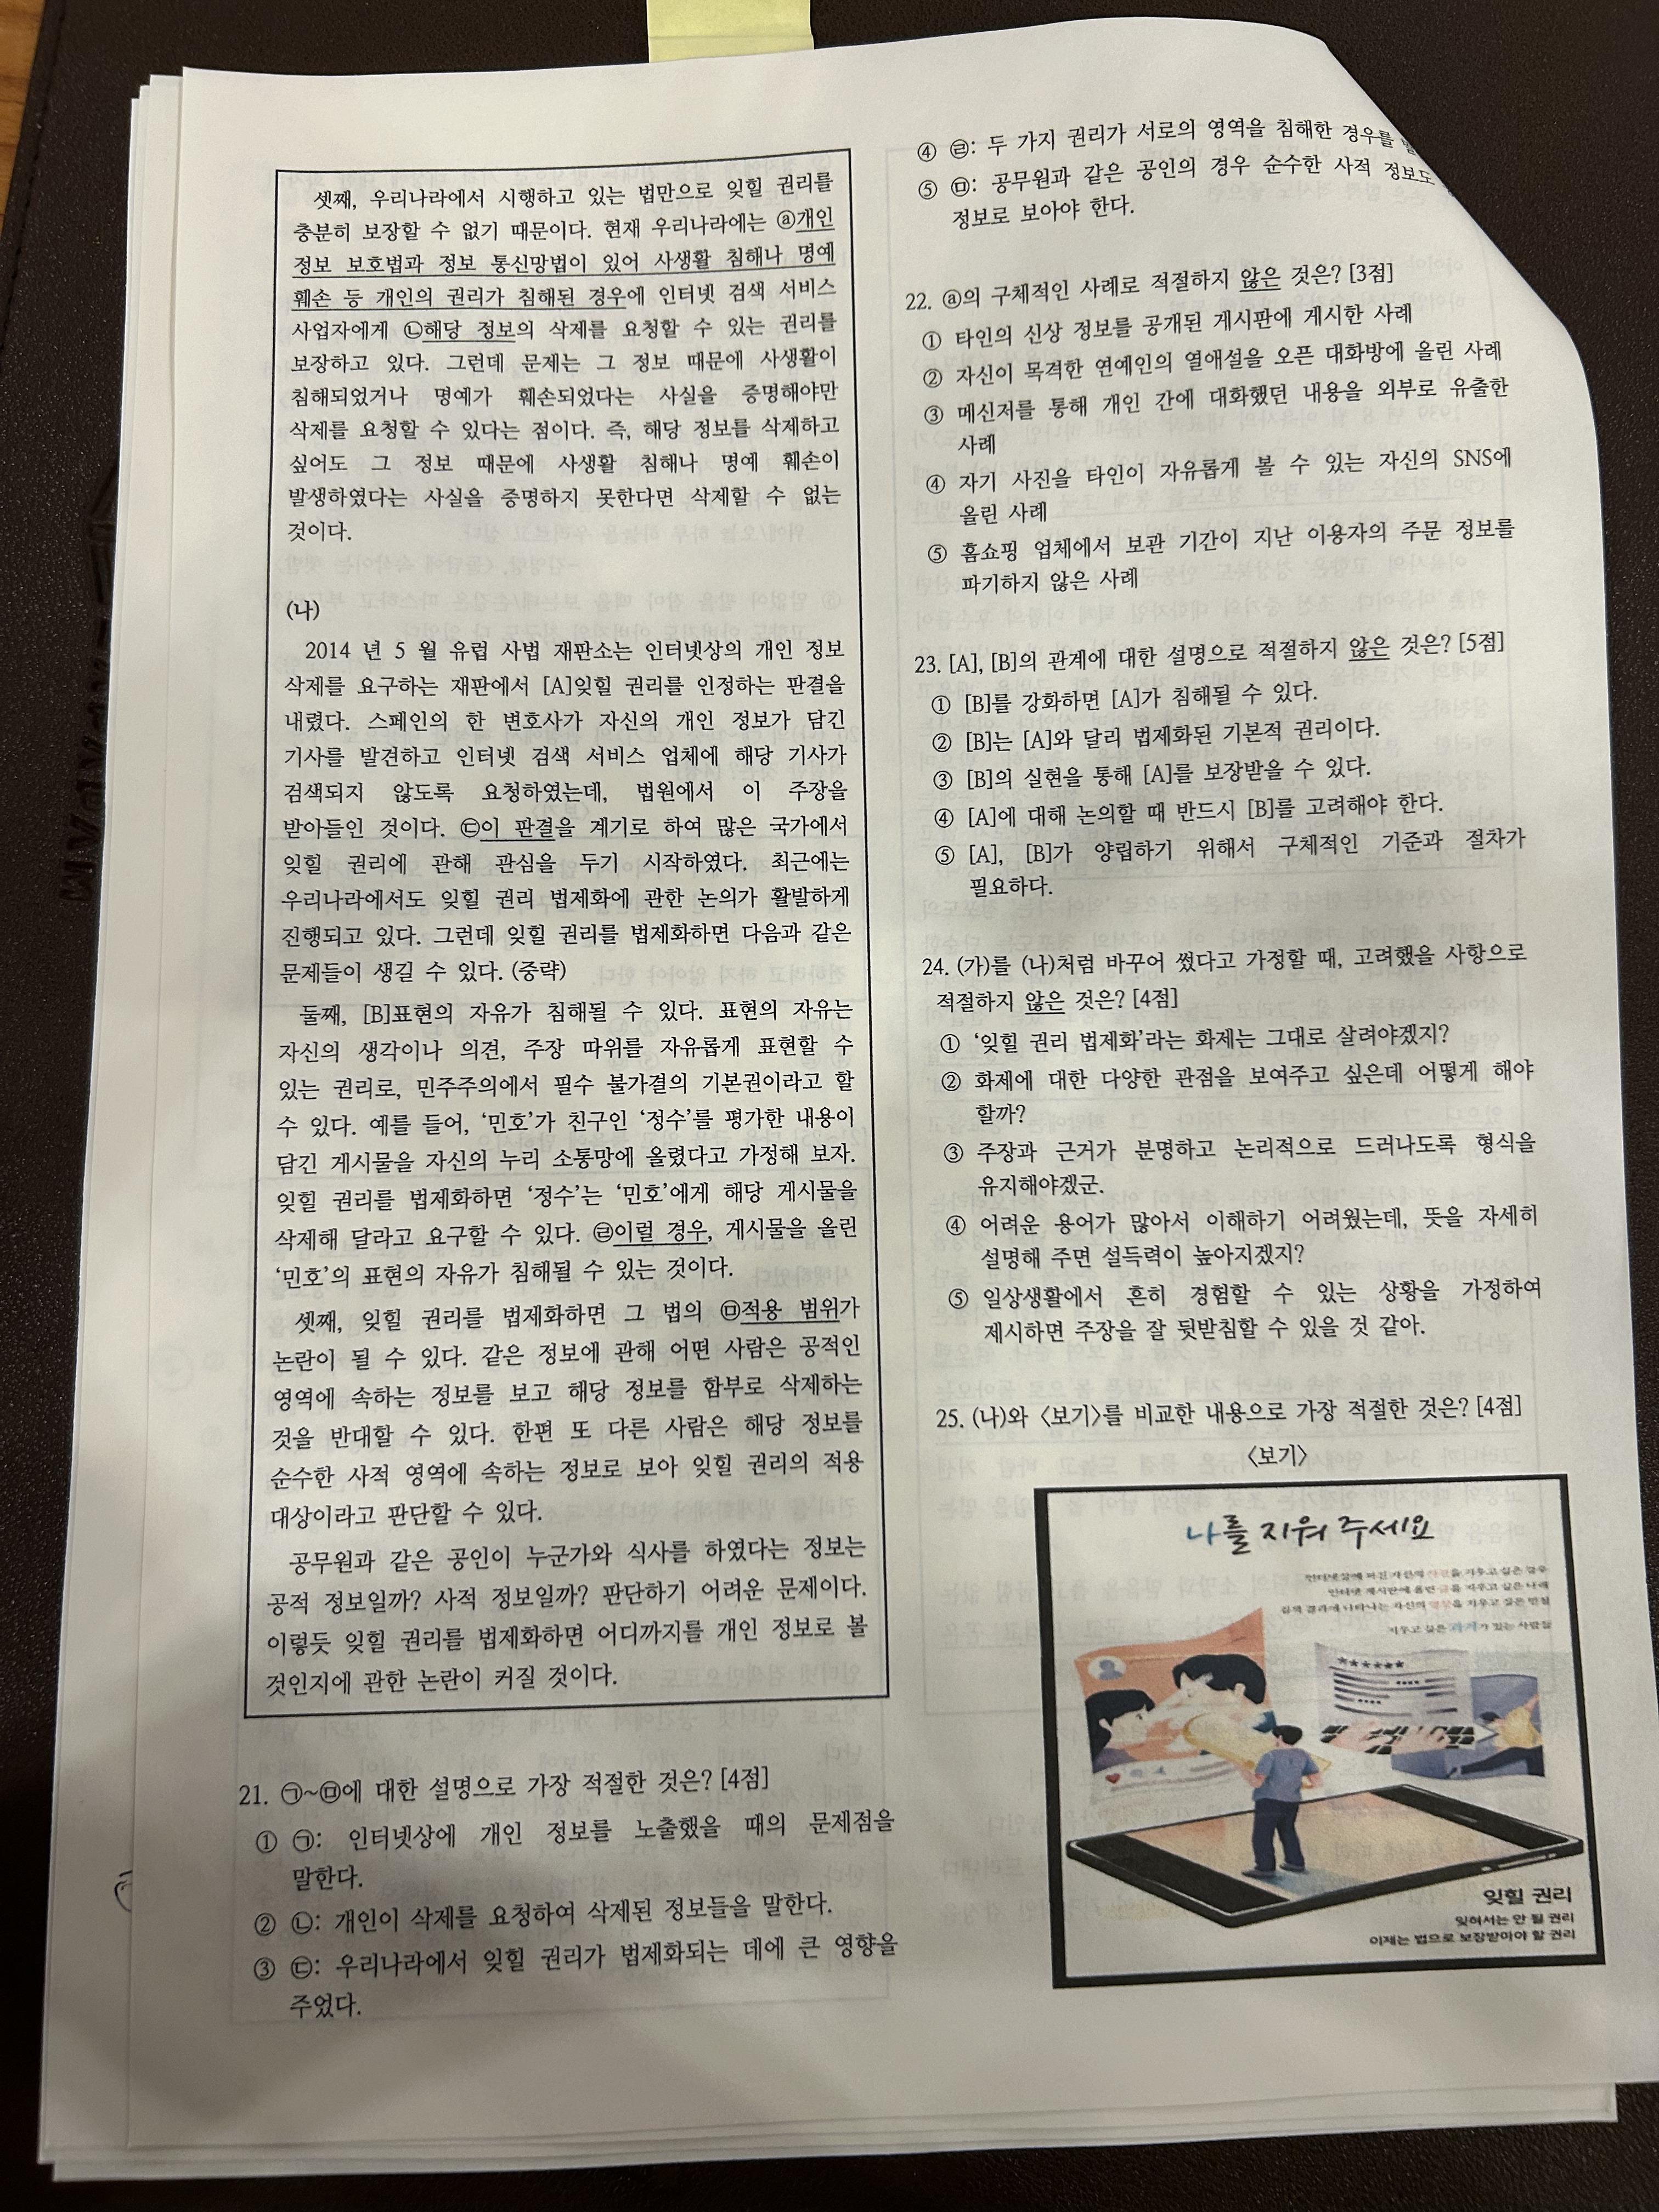 셋째, 우리나라에서 시행하고 있는 법만으로 잊힐 권리를
충분히 보장할 수 없기 때문이다. 현재 우리나라에는 ⓐ개인
정보 보호법과 정보 통신망법이 있어 사생활 침해나 명예
훼손 등 개인의 권리가 침해된 경우에 인터넷 검색 서비스
사업자에게 ㉡해당 정보의 삭제를 요청할 수 있는 권리를
보장하고 있다. 그런데 문제는 그 정보 때문에 사생활이
침해되었거나 명예가 훼손되었다는 사실을 증명해야만
삭제를 요청할 수 있다는 점이다. 즉, 해당 정보를 삭제하고
싶어도 그 정보 때문에 사생활 침해나 명예 훼손이
발생하였다는 사실을 증명하지 못한다면 삭제할 수 없는
것이다.
(나)
2014 년 5 월 유럽 사법 재판소는 인터넷상의 개인 정보
삭제를 요구하는 재판에서 [A]잊힐 권리를 인정하는 판결을
내렸다. 스페인의 한 변호사가 자신의 개인 정보가 담긴
기사를 발견하고 인터넷 검색 서비스 업체에 해당 기사가
검색되지 않도록 요청하였는데, 법원에서 이 주장을
받아들인 것이다. ㉢이 판결을 계기로 하여 많은 국가에서
잊힐 권리에 관해 관심을 두기 시작하였다. 최근에는
우리나라에서도 잊힐 권리 법제화에 관한 논의가 활발하게
진행되고 있다. 그런데 잊힐 권리를 법제화하면 다음과 같은
문제들이 생길 수 있다. (중략)
둘째, [B]표현의 자유가 침해될 수 있다. 표현의 자유는
자신의 생각이나 의견, 주장 따위를 자유롭게 표현할 수
있는 권리로, 민주주의에서 필수 불가결의 기본권이라고 할
수 있다. 예를 들어, ‘민호’가 친구인 ‘정수’를 평가한 내용이
담긴 게시물을 자신의 누리 소통망에 올렸다고 가정해 보자.
잊힐 권리를 법제화하면 ‘정수’는 ‘민호’에게 해당 게시물을
삭제해 달라고 요구할 수 있다. ㉣이럴 경우, 게시물을 올린
‘민호’의 표현의 자유가 침해될 수 있는 것이다.
셋째, 잊힐 권리를 법제화하면 그 법의 ㉤적용 범위가
논란이 될 수 있다. 같은 정보에 관해 어떤 사람은 공적인
영역에 속하는 정보를 보고 해당 정보를 함부로 삭제하는
것을 반대할 수 있다. 한편 또 다른 사람은 해당 정보를
순수한 사적 영역에 속하는 정보로 보아 잊힐 권리의 적용
대상이라고 판단할 수 있다.
공무원과 같은 공인이 누군가와 식사를 하였다는 정보는
공적 정보일까? 사적 정보일까? 판단하기 어려운 문제이다.
이렇듯 잊힐 권리를 법제화하면 어디까지를 개인 정보로 볼
것인지에 관한 논란이 커질 것이다.
21. ㉠~㉤에 대한 설명으로 가장 적절한 것은? [4점]
① ㉠: 인터넷상에 개인 정보를 노출했을 때의 문제점을
말한다.
② ㉡: 개인이 삭제를 요청하여 삭제된 정보들을 말한다.
③ ㉢: 우리나라에서 잊힐 권리가 법제화되는 데에 큰 영향을
주었다.
④ ㉣: 두 가지 권리가 서로의 영역을 침해한 경우를
⑤ ㉤: 공무원과 같은 공인의 경우 순수한 사적 정보도
정보로 보아야 한다.
22. ⓐ의 구체적인 사례로 적절하지 않은 것은? [3점]
① 타인의 신상 정보를 공개된 게시판에 게시한 사례
② 자신이 목격한 연예인의 열애설을 오픈 대화방에 올린 사례
③ 메신저를 통해 개인 간에 대화했던 내용을 외부로 유출한
사례
④ 자기 사진을 타인이 자유롭게 볼 수 있는 자신의 SNS에
올린 사례
⑤ 홈쇼핑 업체에서 보관 기간이 지난 이용자의 주문 정보를
파기하지 않은 사례
23. [A], [B]의 관계에 대한 설명으로 적절하지 않은 것은? [5점]
① [B]를 강화하면 [A]가 침해될 수 있다.
② [B]는 [A]와 달리 법제화된 기본적 권리이다.
③ [B]의 실현을 통해 [A]를 보장받을 수 있다.
④ [A]에 대해 논의할 때 반드시 [B]를 고려해야 한다.
⑤ [A], [B]가 양립하기 위해서 구체적인 기준과 절차가
필요하다.
24. (가)를 (나)처럼 바꾸어 썼다고 가정할 때, 고려했을 사항으로
적절하지 않은 것은? [4점]
① ‘잊힐 권리 법제화’라는 화제는 그대로 살려야겠지?
② 화제에 대한 다양한 관점을 보여주고 싶은데 어떻게 해야
할까?
③ 주장과 근거가 분명하고 논리적으로 드러나도록 형식을
유지해야겠군.
④ 어려운 용어가 많아서 이해하기 어려웠는데, 뜻을 자세히
설명해 주면 설득력이 높아지겠지?
⑤ 일상생활에서 흔히 경험할 수 있는 상황을 가정하여
제시하면 주장을 잘 뒷받침할 수 있을 것 같아.
25. (나)와 〈보기〉를 비교한 내용으로 가장 적절한 것은? [4점]
〈보기〉
나를 지워 주세요
인터넷상에 퍼진 자신의 사진을 지우고 싶은 경우
인터넷 게시판에 올린 글을 지우고 싶은 나래
검색 결과에 나타나는 자신의 영상을 지우고 싶은 민철
지우고 싶은 과거가 있는 사람들
잊힐 권리
잊혀서는 안 될 권리
이제는 법으로 보장받아야 할 권리